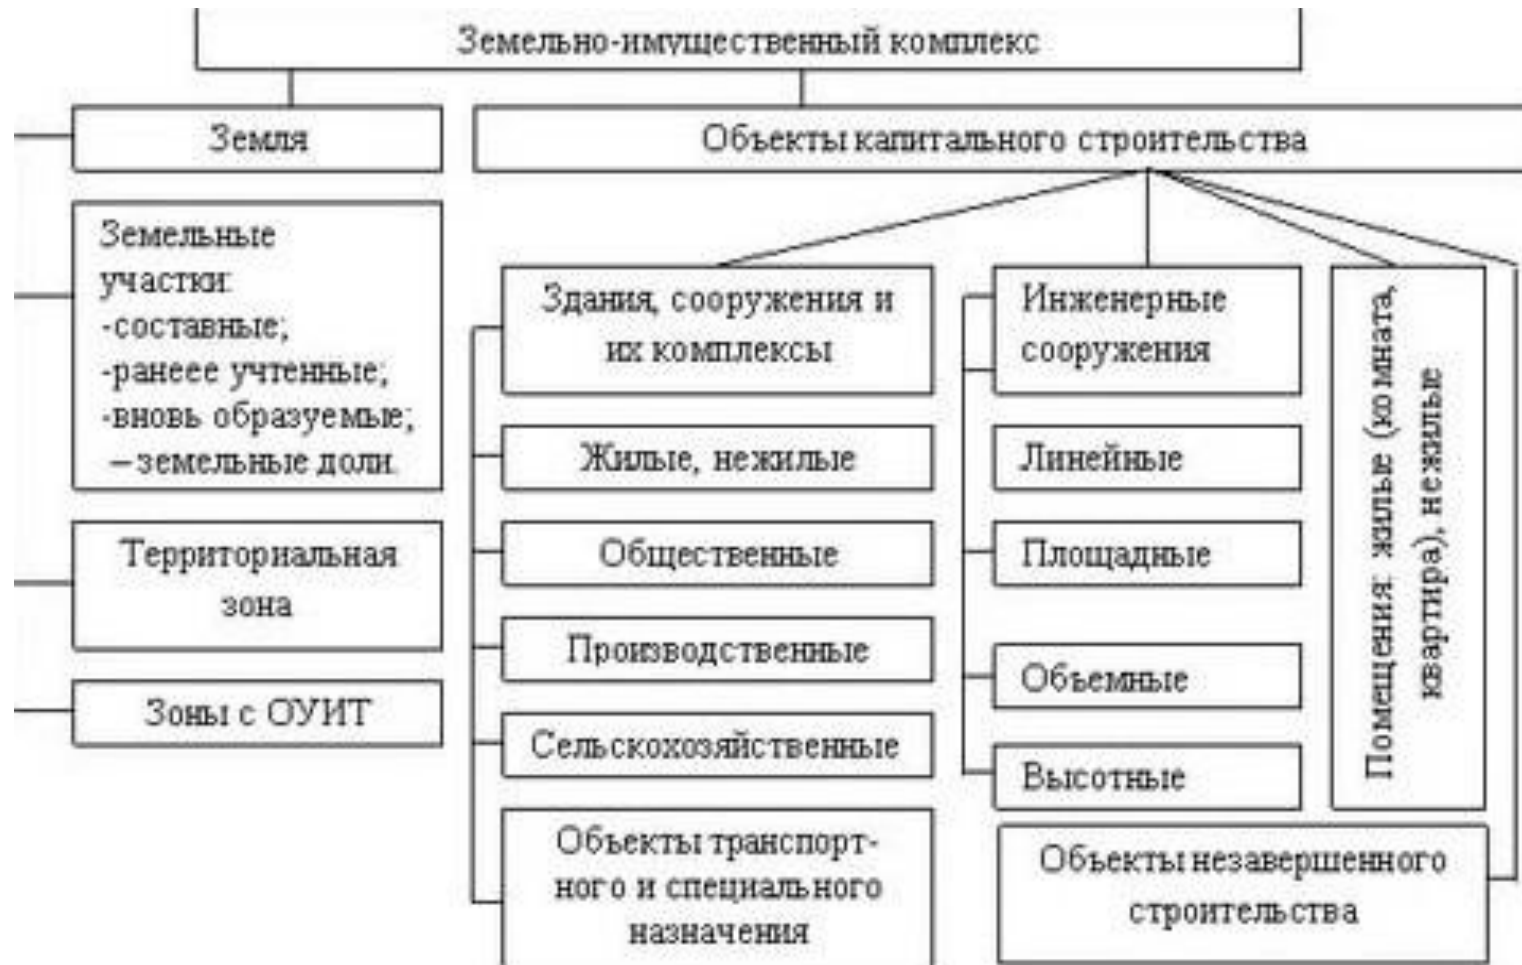 Земельно-имущественный комплекс
Земля
Объекты капитального строительства
Земельные
участки:
-составные;
-ранеее учтенные;
-вновь образуемые;
–земельные доли.
Территориальная
зона
Зоны с ОУИТ
Здания, сооружения и
их комплексы
Жилые, нежилые
Общественные
Производственные
Сельскохозяйственные
Объекты транспорт-
ного и специального
назначения
Инженерные
сооружения
Линейные
Площадные
Объемные
Высотные
Помещения: жилые (комната,
квартира), нежилые
Объекты незавершенного
строительства